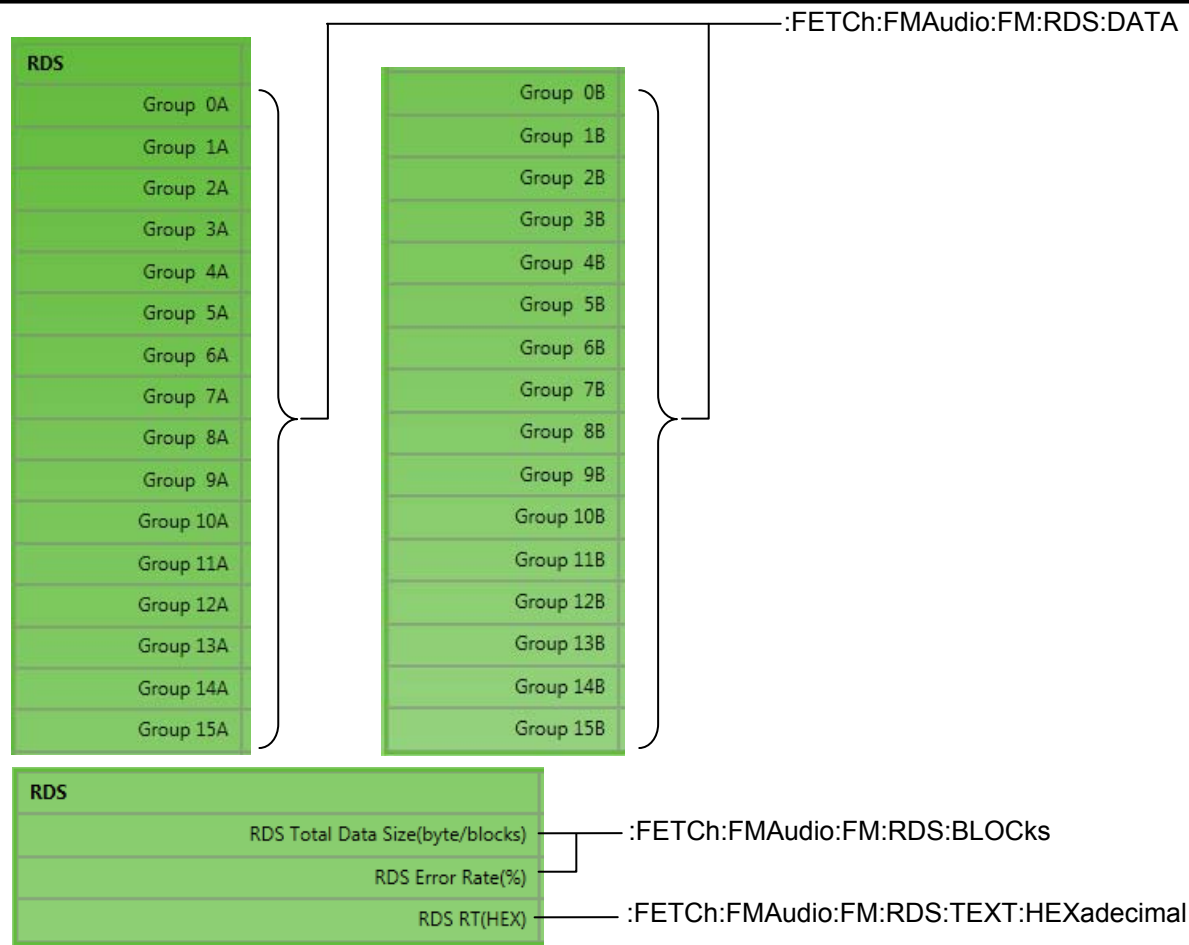 :FETCh:FMAudio:FM:RDS:DATA
RDS
Group 0A
Group 1A
Group 2A
Group 3A
Group 4A
Group 5A
Group 6A
Group 7A
Group 8A
Group 9A
Group 10A
Group 11A
Group 12A
Group 13A
Group 14A
Group 15A
Group 0B
Group 1B
Group 2B
Group 3B
Group 4B
Group 5B
Group 6B
Group 7B
Group 8B
Group 9B
Group 10B
Group 11B
Group 12B
Group 13B
Group 14B
Group 15B
RDS
RDS Total Data Size(byte/blocks)
:FETCh:FMAudio:FM:RDS:BLOCks
RDS Error Rate(%)
RDS RT(HEX)
:FETCh:FMAudio:FM:RDS:TEXT:HEXadecimal